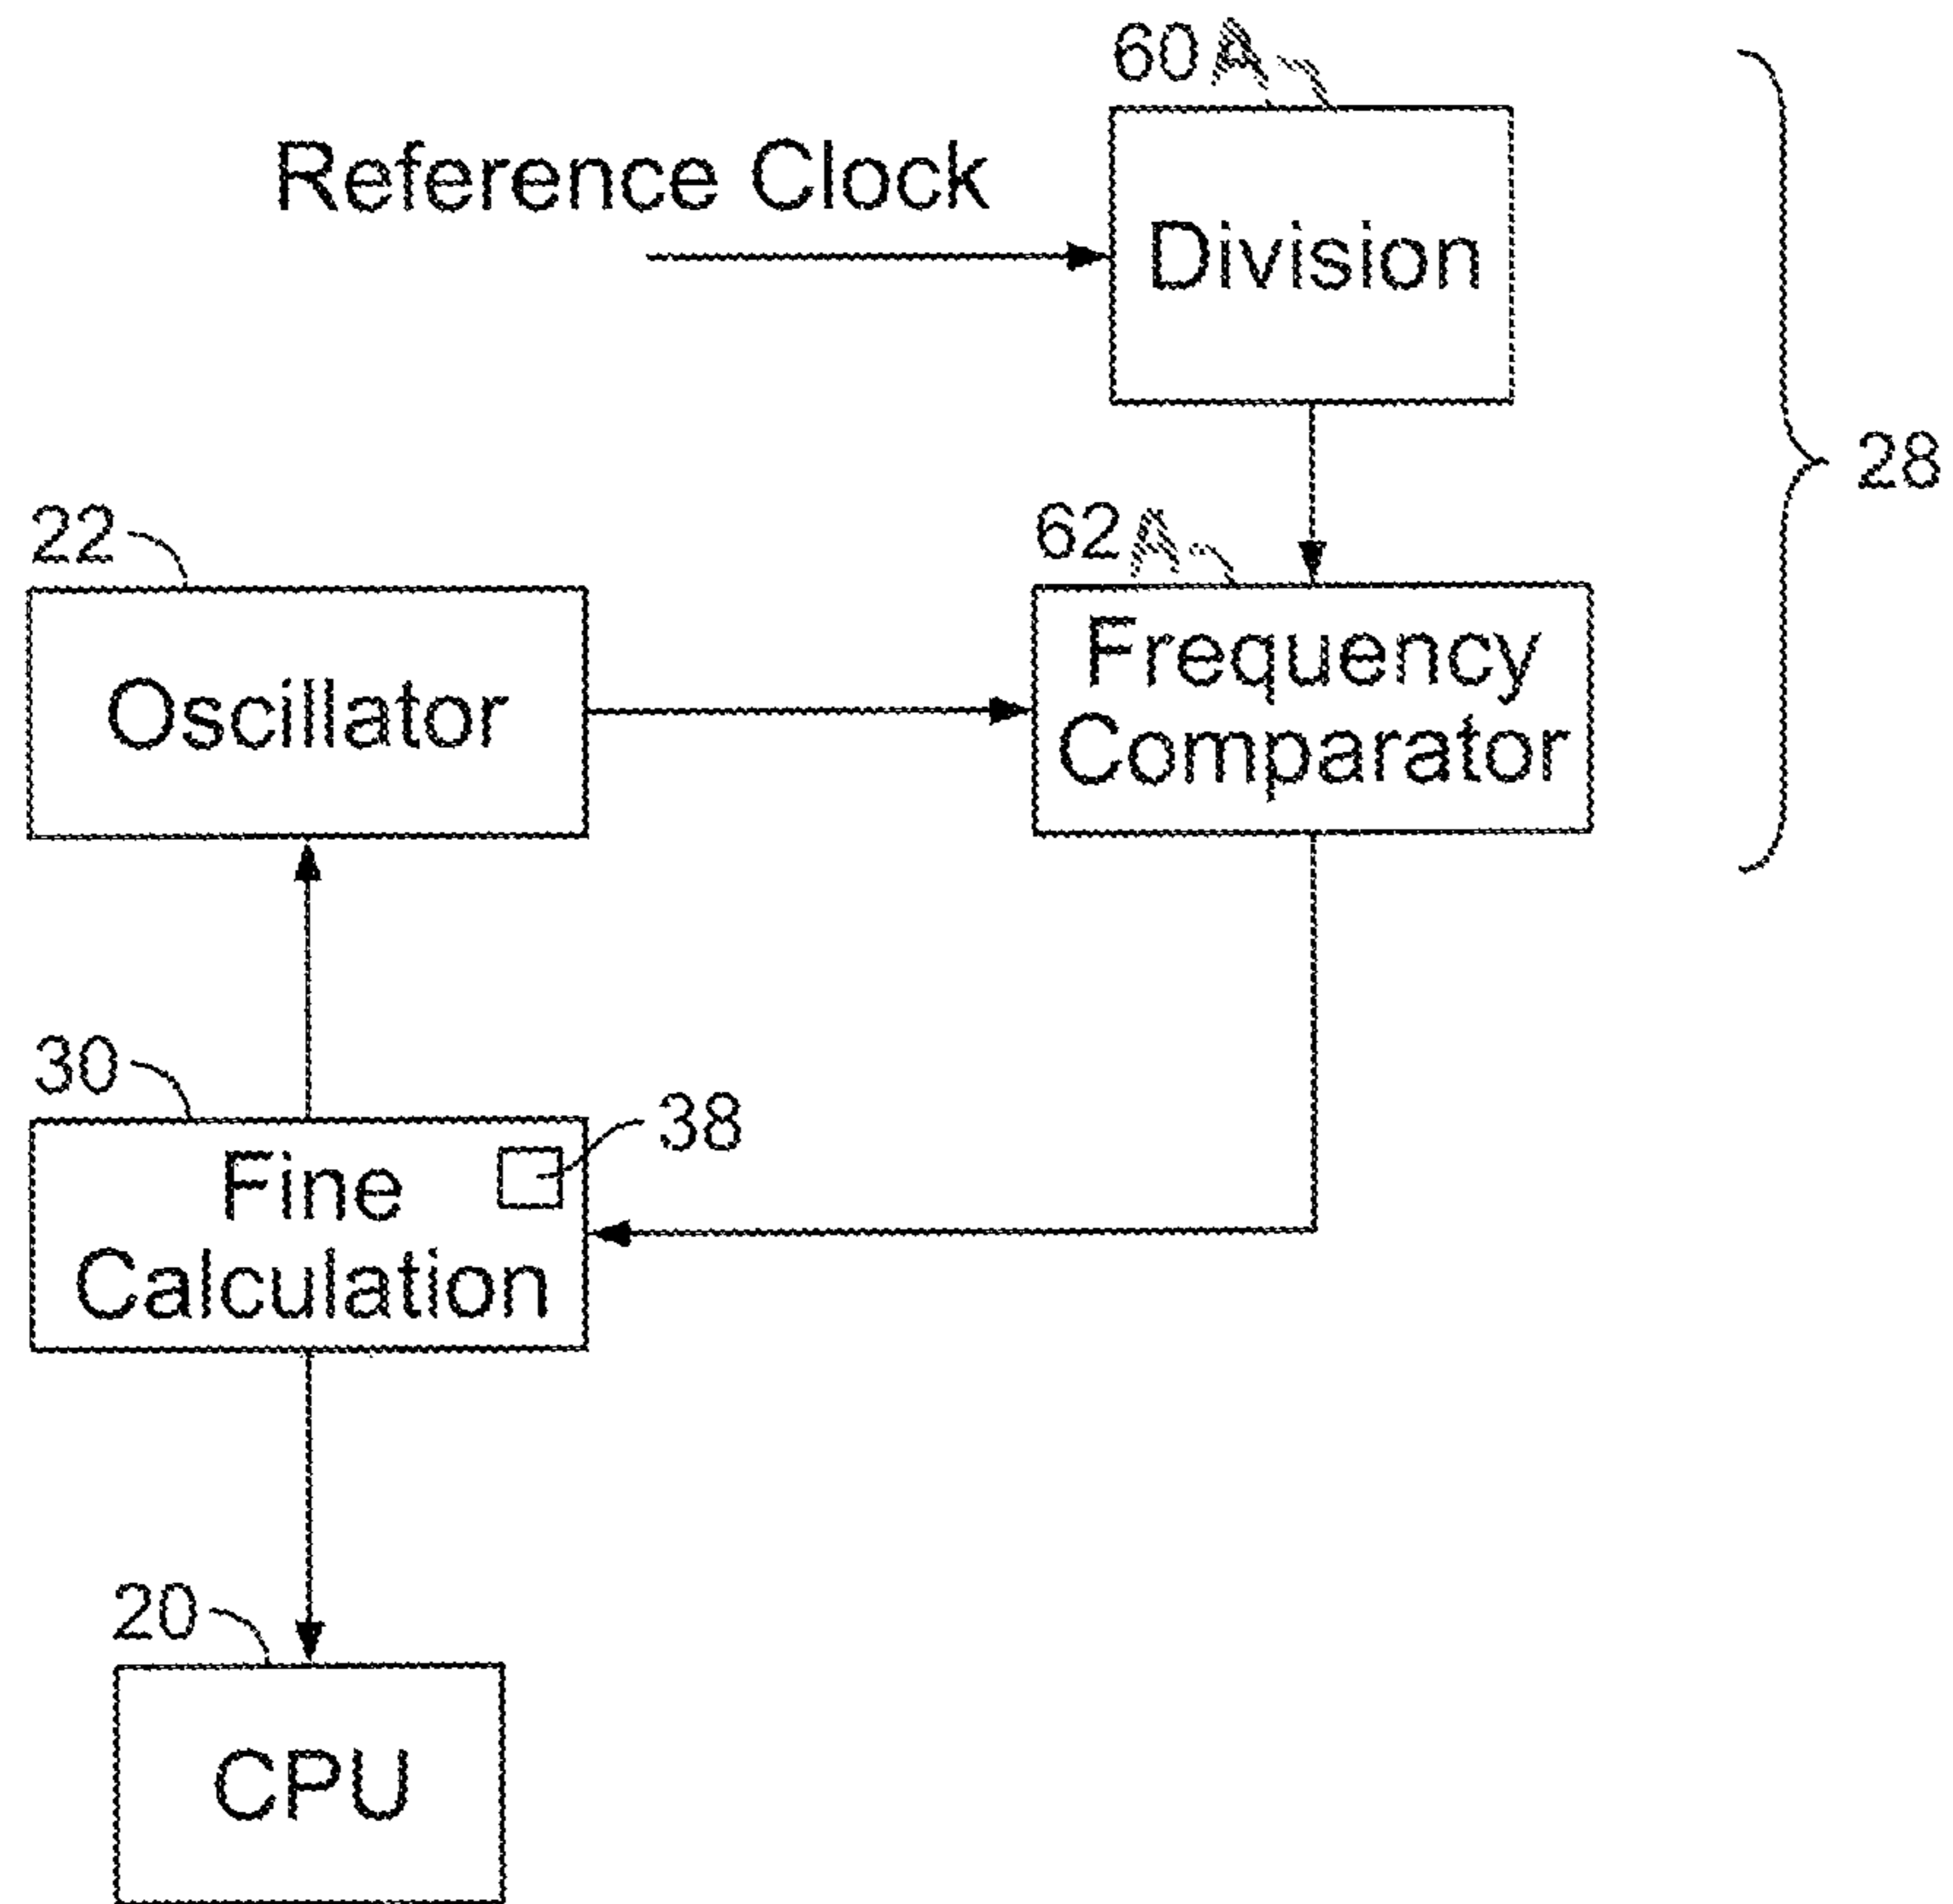 60A
Reference Clock
Division
28
22
62A
Oscillator
Frequency
Comparator
30
38
Fine
Calculation
20
CPU